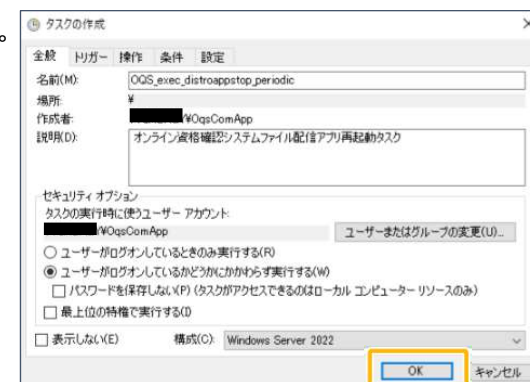 。
タスクの作成
全般 トリガー 操作 条件 設定
名前(M): OQS_exec_distroappstop_periodic
場所: ¥
作成者: ¥OqsComApp
説明(D): オンライン資格確認システムファイル配信アプリ再起動タスク
セキュリティ オプション
タスクの実行時に使うユーザー アカウント:
¥OqsComApp ユーザーまたはグループの変更(U)...
ユーザーがログオンしているときのみ実行する(R)
ユーザーがログオンしているかどうかにかかわらず実行する(W)
パスワードを保存しない(P) (タスクがアクセスできるのはローカル コンピューター リソースのみ)
最上位の特権で実行する(I)
表示しない(E) 構成(C): Windows Server 2022
OK キャンセル